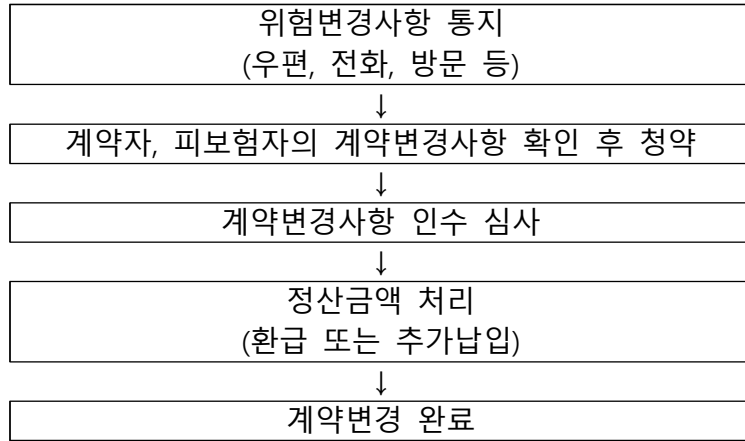 위험변경사항 통지
(우편, 전화, 방문 등)
↓
계약자, 피보험자의 계약변경사항 확인 후 청약
↓
계약변경사항 인수 심사
↓
정산금액 처리
(환급 또는 추가납입)
↓
계약변경 완료